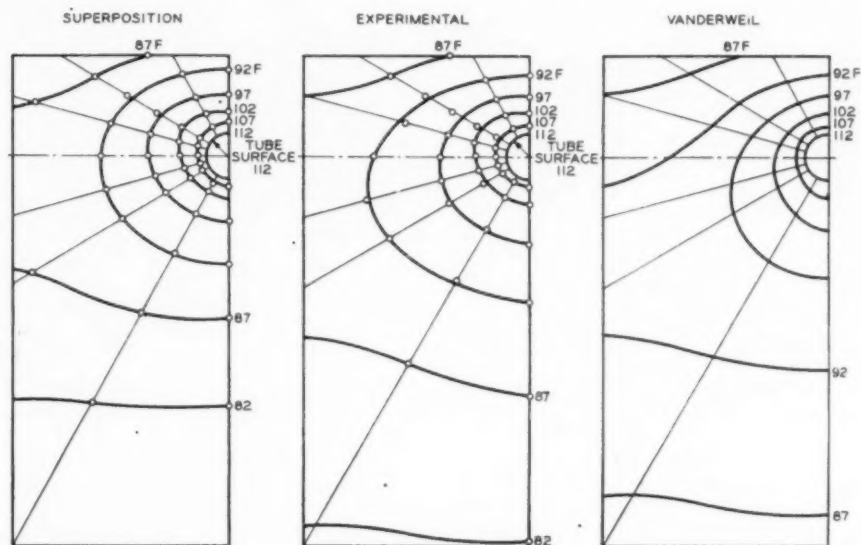 SUPERPOSITION
EXPERIMENTAL
VANDERWEIL
87F
92F
97
102
107
112
TUBE
SURFACE
112
87
82
87F
92F
97
102
107
112
TUBE
SURFACE
112
87
82
87F
92F
97
102
107
112
92
87